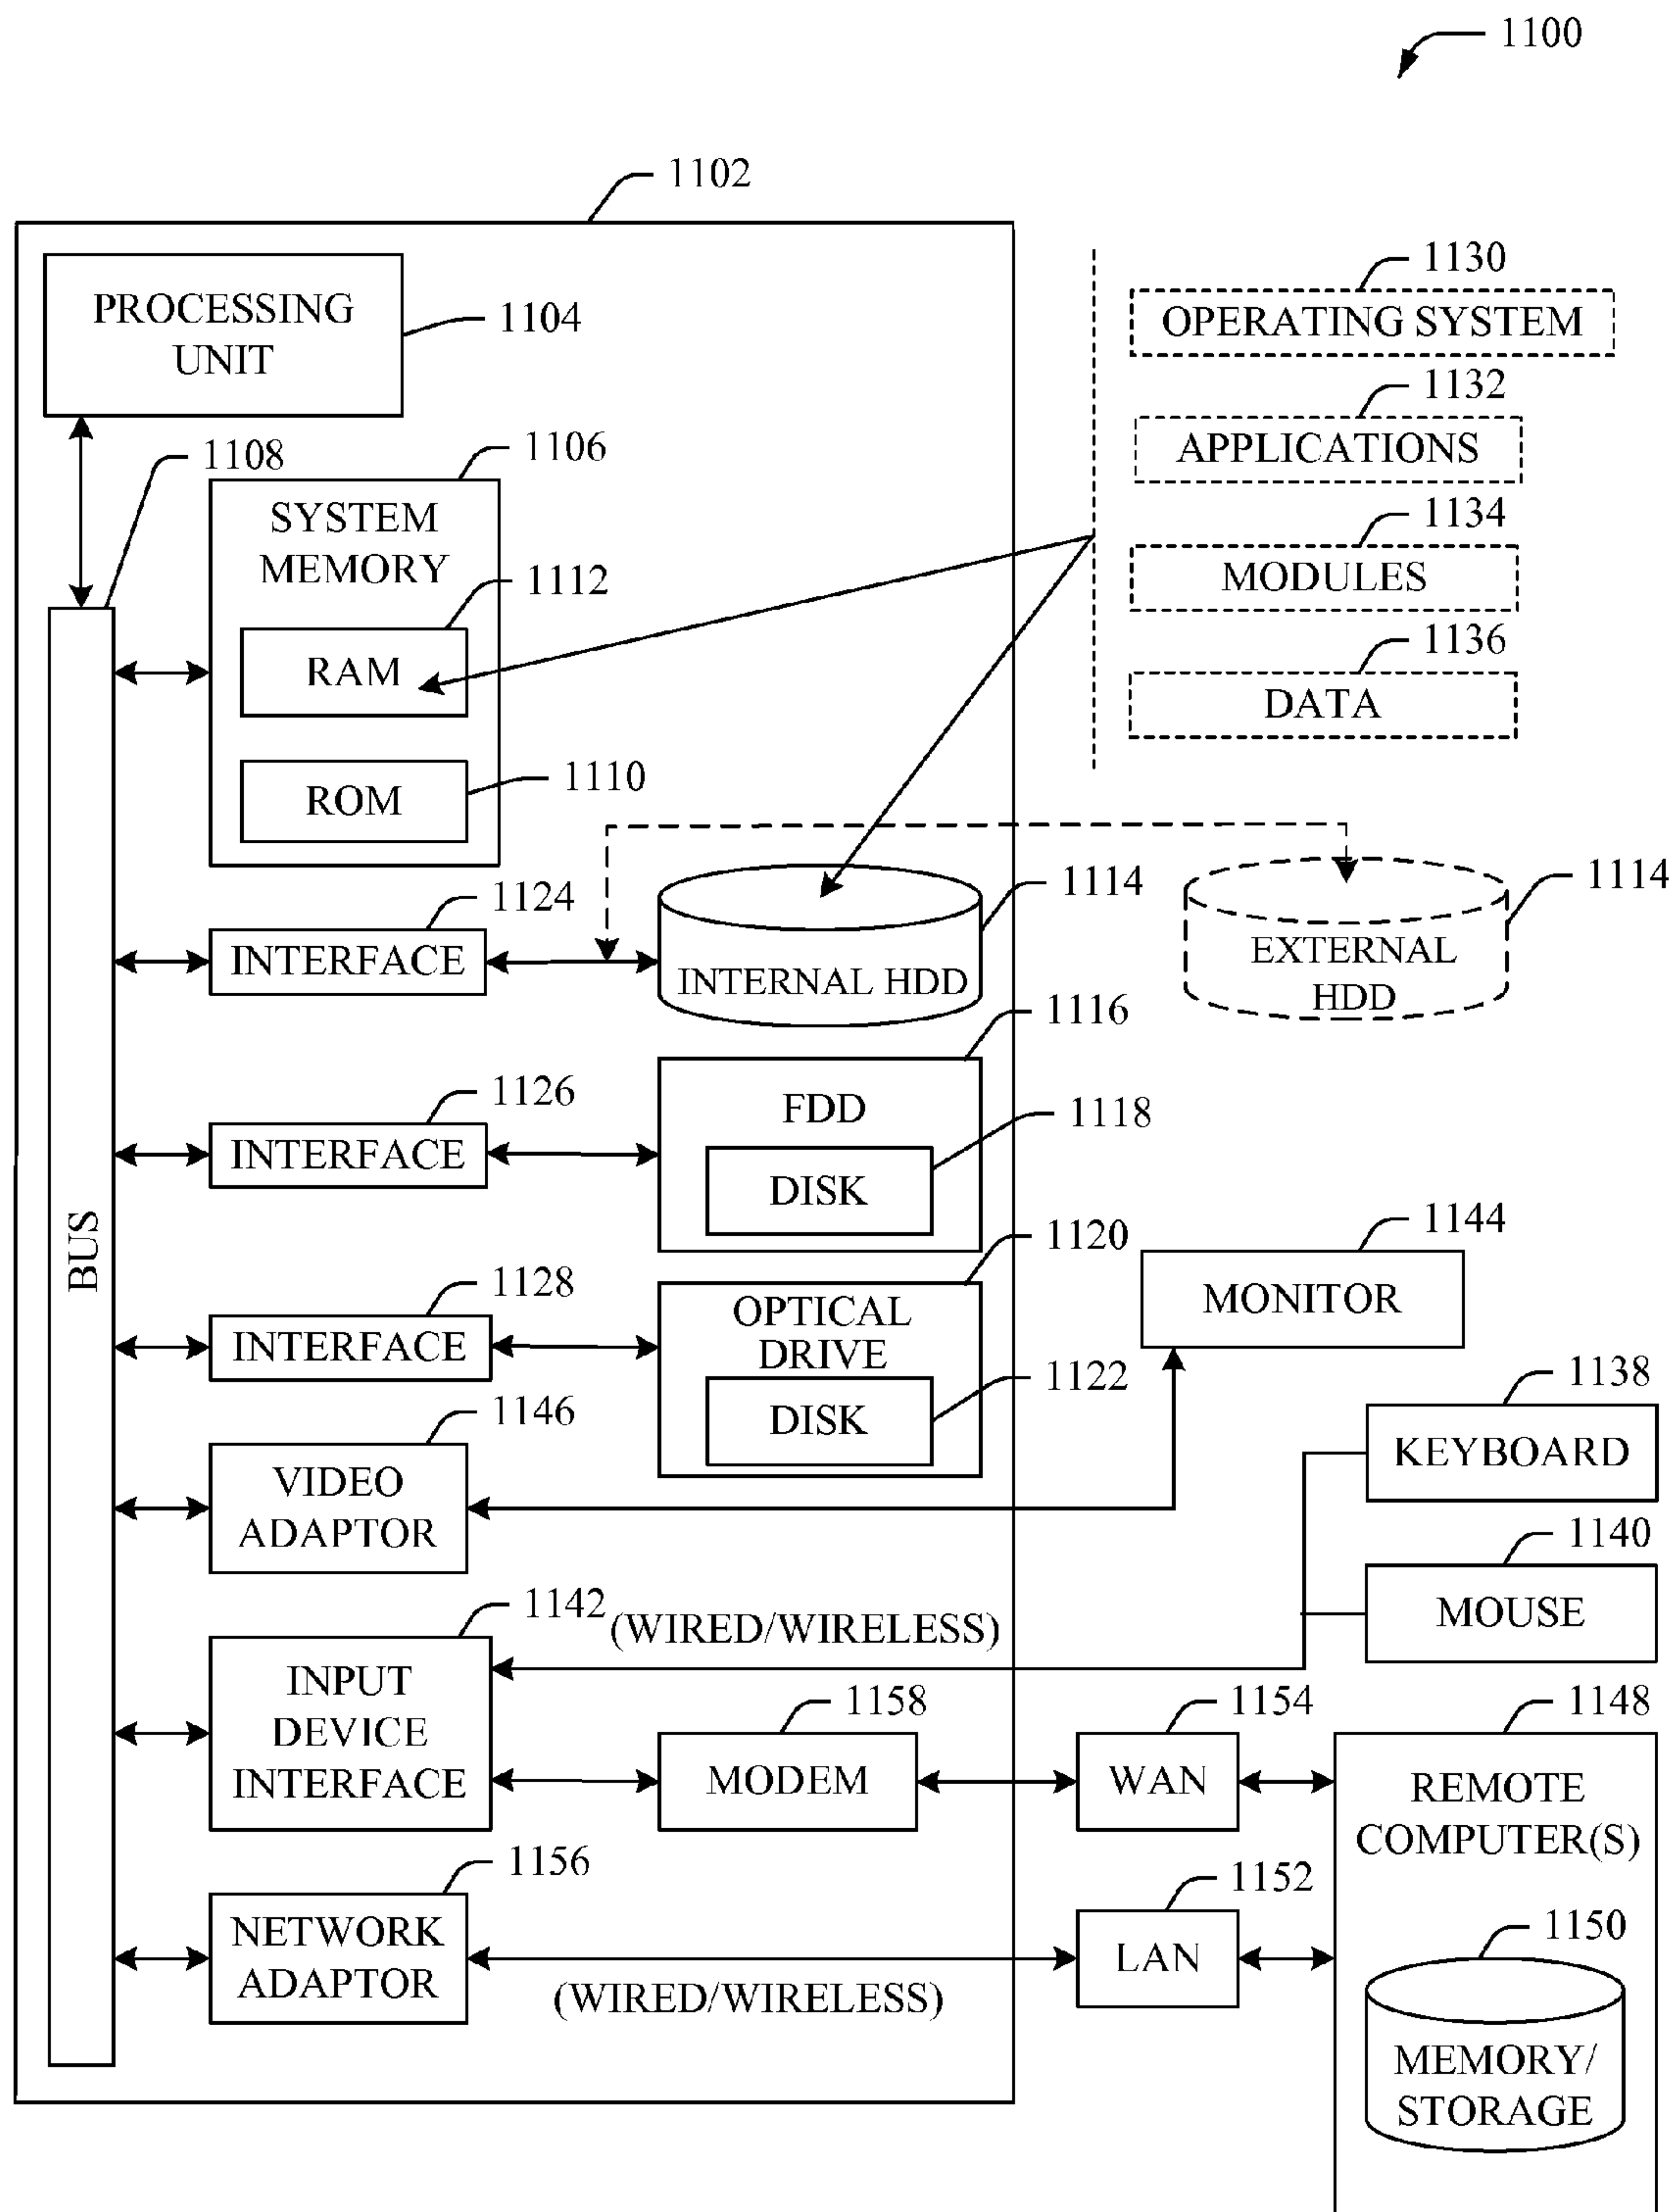 1100
1102
PROCESSING
UNIT
1104
1130
OPERATING SYSTEM
1132
APPLICATIONS
1134
MODULES
1136
DATA
1108
1106
SYSTEM
MEMORY
1112
RAM
1110
ROM
1124
INTERFACE
1114
INTERNAL HDD
1114
EXTERNAL
HDD
1126
INTERFACE
1116
FDD
1118
DISK
BUS
1128
INTERFACE
1120
OPTICAL
DRIVE
1122
DISK
1144
MONITOR
1146
VIDEO
ADAPTOR
1138
KEYBOARD
1140
MOUSE
1142
(WIRED/WIRELESS)
INPUT
DEVICE
INTERFACE
1158
MODEM
1154
WAN
1148
REMOTE
COMPUTER(S)
1156
NETWORK
ADAPTOR
(WIRED/WIRELESS)
1152
LAN
1150
MEMORY/
STORAGE